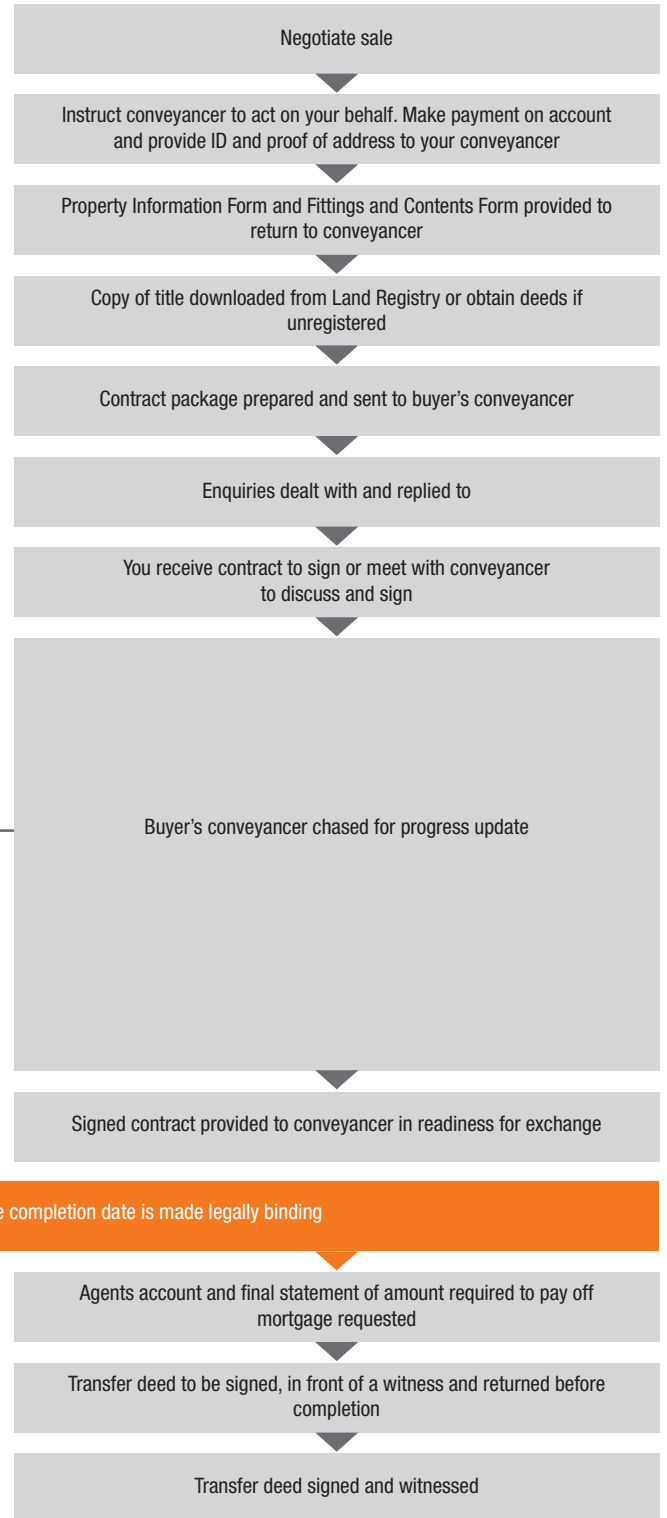 Negotiate sale
Instruct conveyancer to act on your behalf. Make payment on account
and provide ID and proof of address to your conveyancer
Property Information Form and Fittings and Contents Form provided to
return to conveyancer
Copy of title downloaded from Land Registry or obtain deeds if
unregistered
Contract package prepared and sent to buyer’s conveyancer
Enquiries dealt with and replied to
You receive contract to sign or meet with conveyancer
to discuss and sign
Buyer’s conveyancer chased for progress update
Signed contract provided to conveyancer in readiness for exchange
e completion date is made legally binding
Agents account and final statement of amount required to pay off
mortgage requested
Transfer deed to be signed, in front of a witness and returned before
completion
Transfer deed signed and witnessed